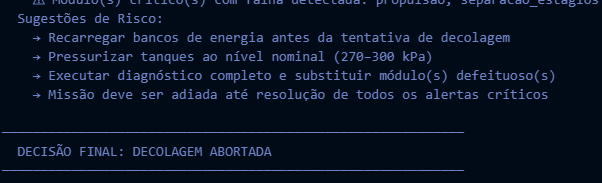 ⚠ Módulo(s) crítico(s) com falha detectada: propulsão, separacao_estagios
Sugestões de Risco:
→ Recarregar bancos de energia antes da tentativa de decolagem
→ Pressurizar tanques ao nível nominal (270–300 kPa)
→ Executar diagnóstico completo e substituir módulo(s) defeituoso(s)
→ Missão deve ser adiada até resolução de todos os alertas críticos
DECISÃO FINAL: DECOLAGEM ABORTADA